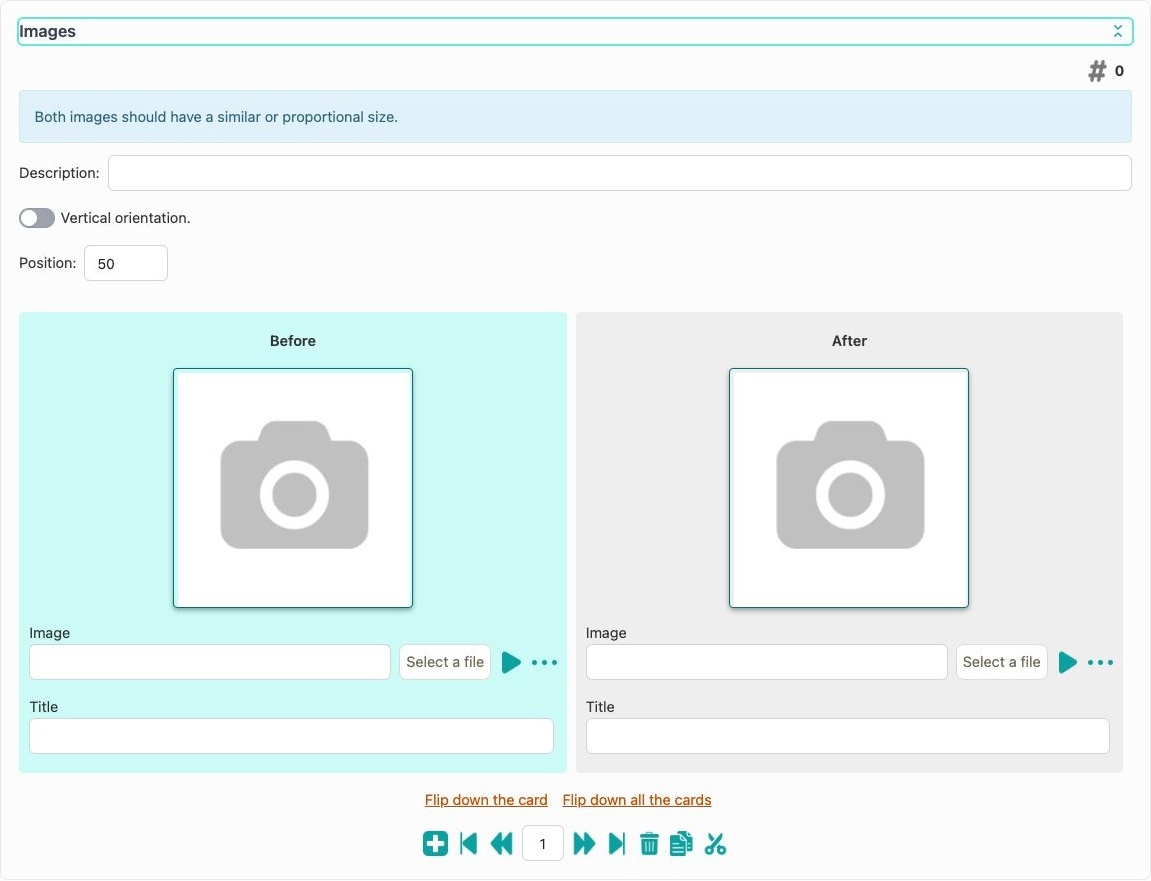 Images
# 0
Both images should have a similar or proportional size.
Description:
Vertical orientation.
Position: 50
Before
After
Image
Select a file
Title
Image
Select a file
Title
Flip down the card Flip down all the cards
1